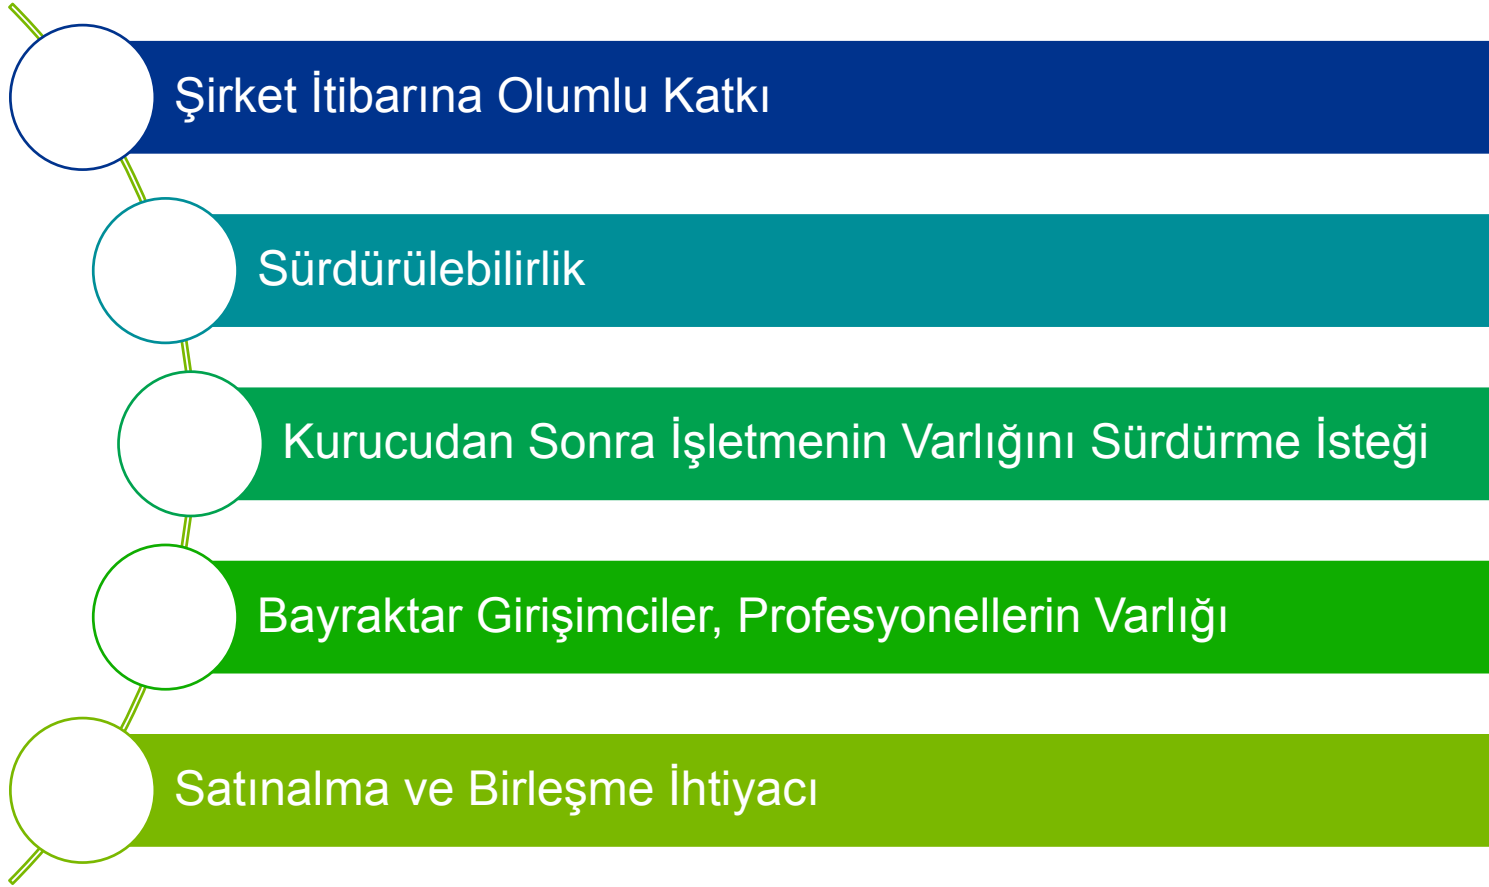 Şirket İtibarına Olumlu Katkı
Sürdürülebilirlik
Kurucudan Sonra İşletmenin Varlığını Sürdürme İsteği
Bayraktar Girişimciler, Profesyonellerin Varlığı
Satınalma ve Birleşme İhtiyacı